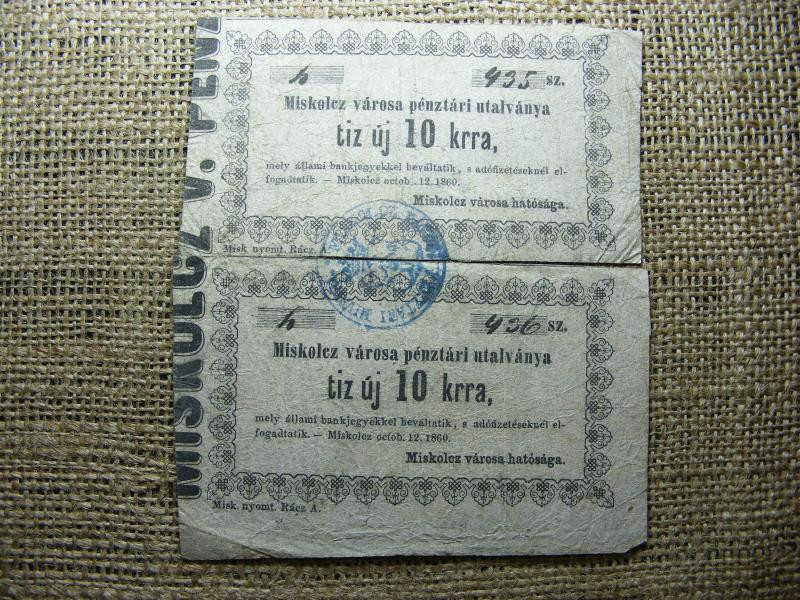 MISKOLCZ V. PÉNZ
h 435 sz.
Miskolcz városa pénztári utalványa
tiz új 10 krra,
mely állami bankjegyekkel beváltatik, s adófizetéseknél el-
fogadtatik. — Miskolcz octob. 12. 1860.
Miskolcz városa hatósága.
Misk. nyomt. Rácz A.
h 436 sz.
Miskolcz városa pénztári utalványa
tiz új 10 krra,
mely állami bankjegyekkel beváltatik, s adófizetéseknél el-
fogadtatik. — Miskolcz octob. 12. 1860.
Miskolcz városa hatósága.
Misk. nyomt. Rácz A.